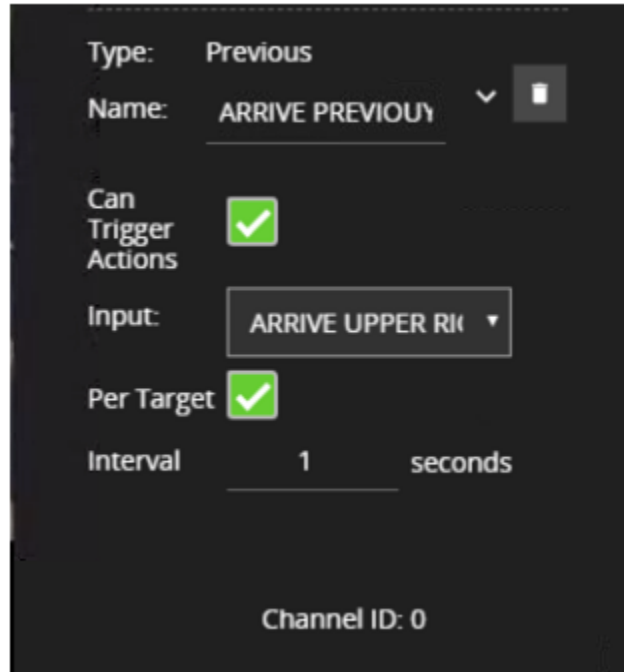 Type: Previous
Name: ARRIVE PREVIOUY
Can
Trigger
Actions
Input: ARRIVE UPPER RI
Per Target
Interval 1 seconds
Channel ID: 0